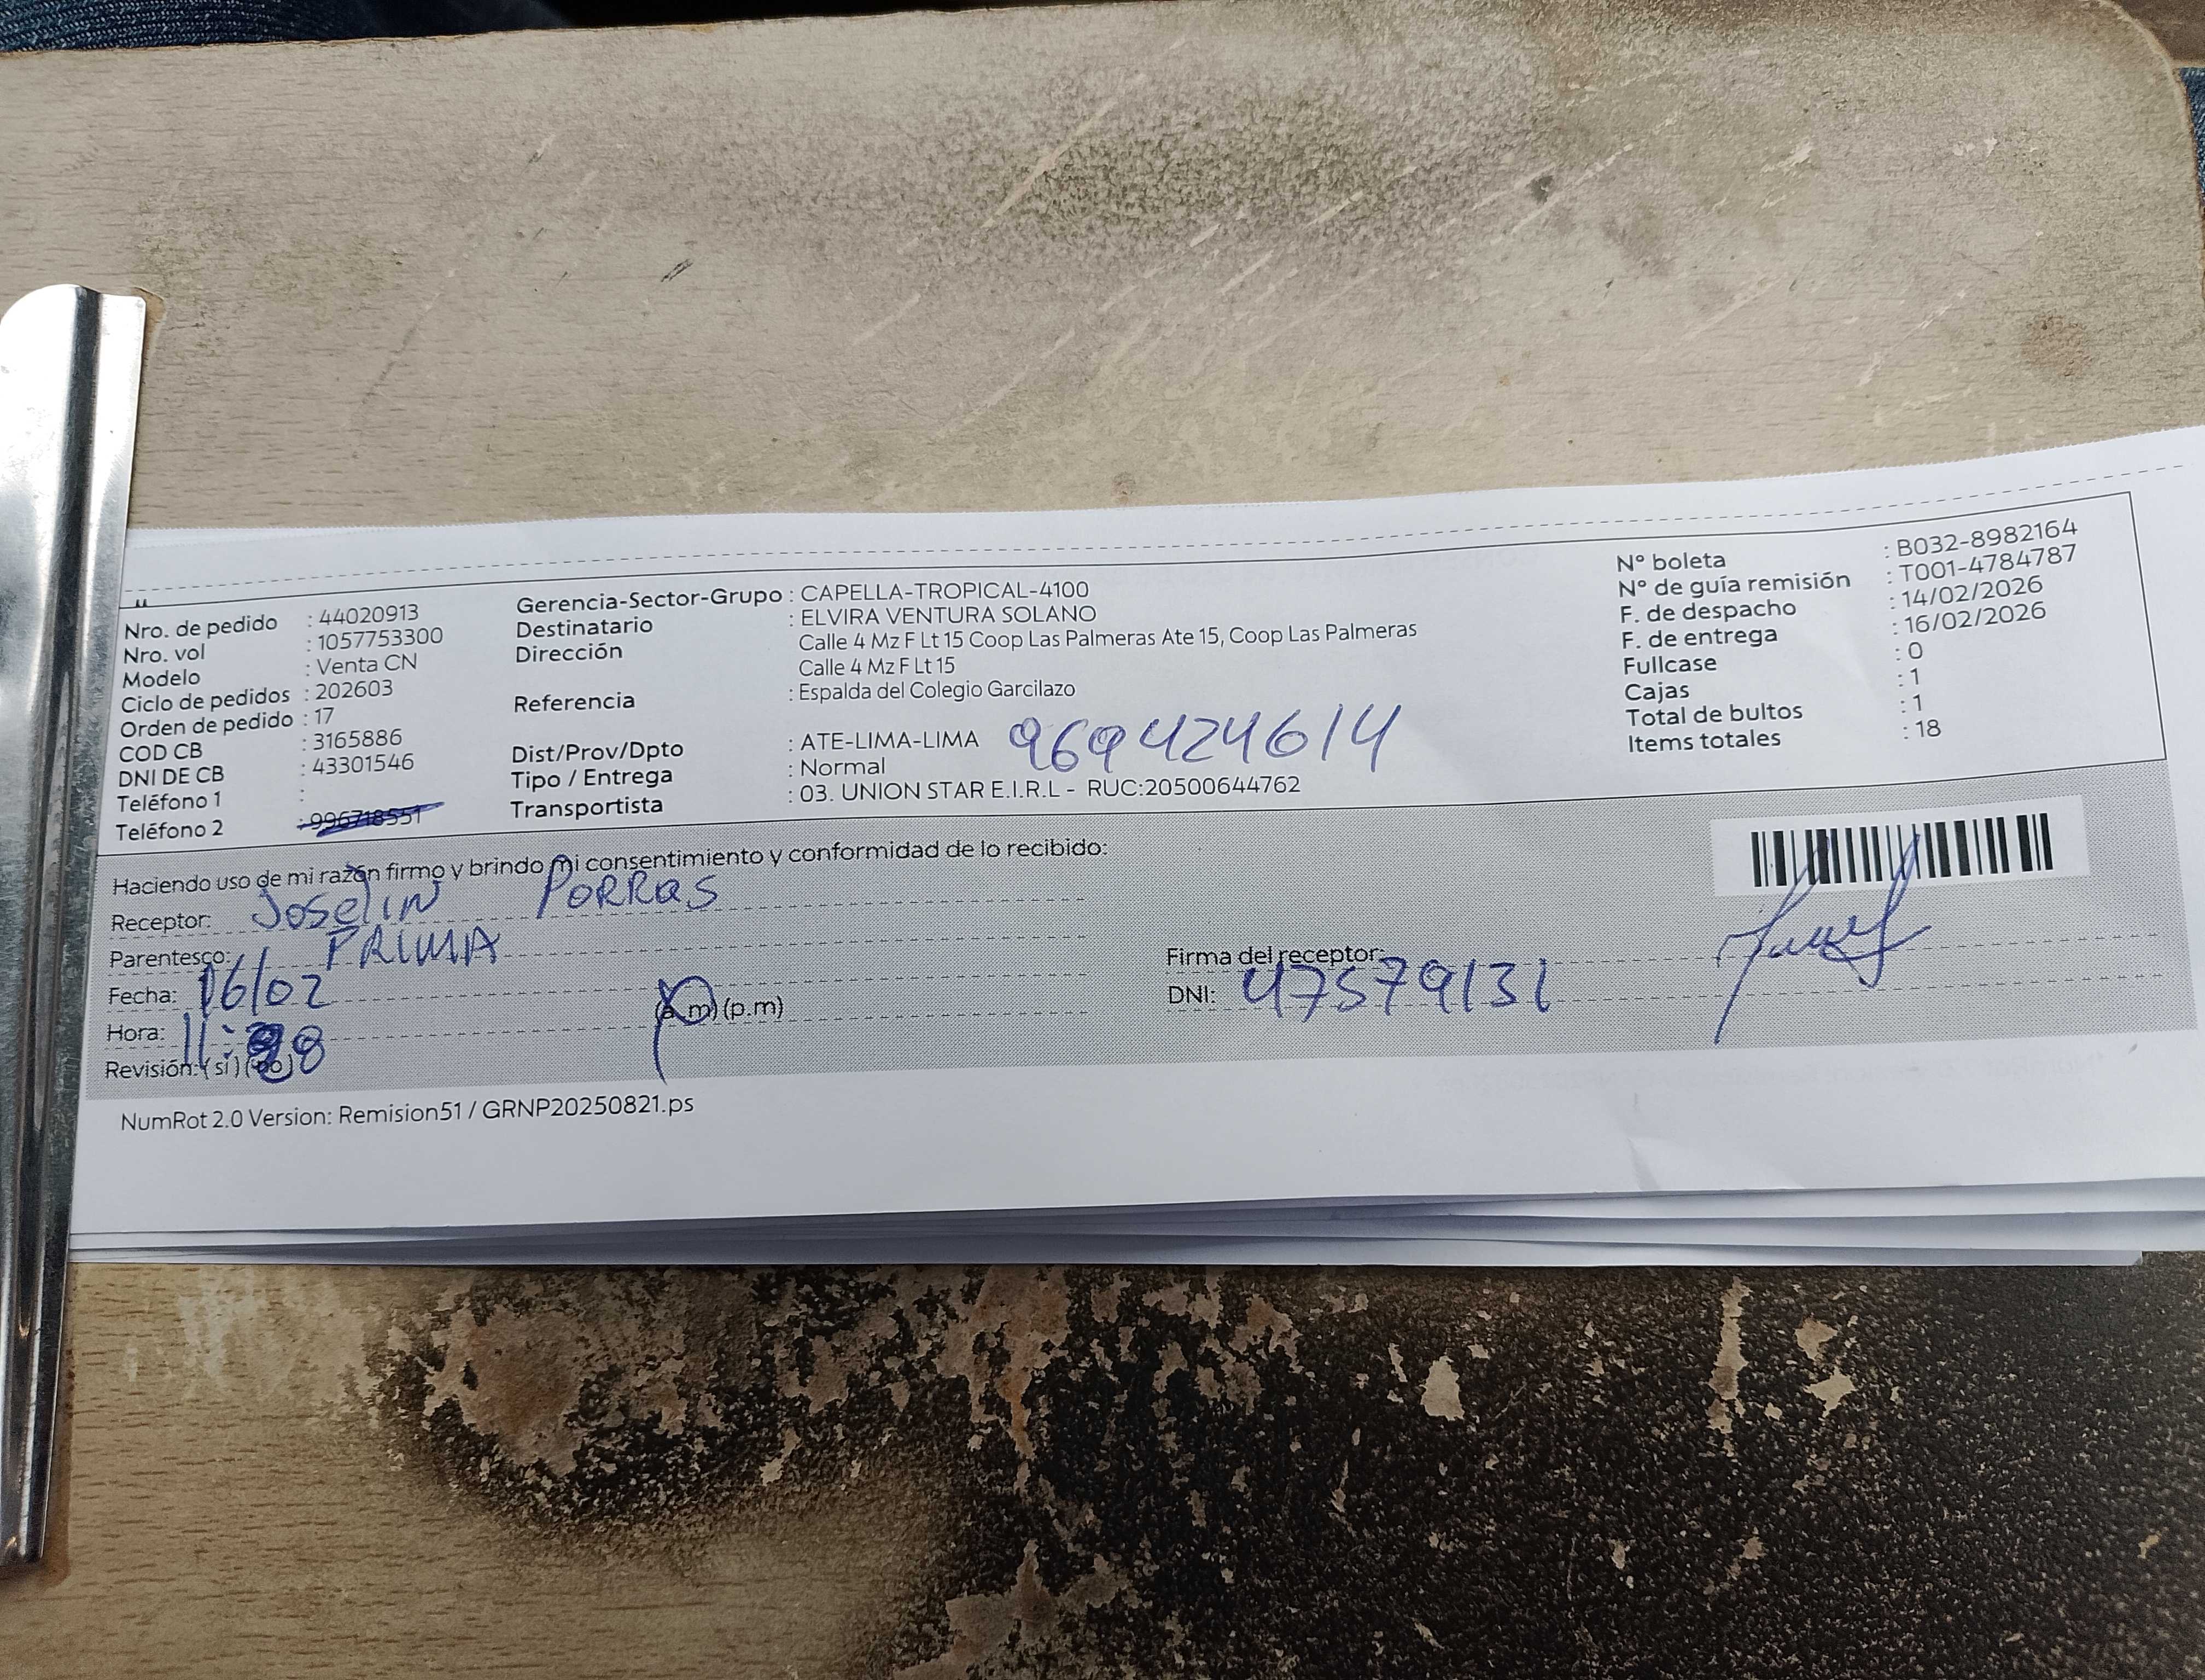 Nro. de pedido : 44020913
Nro. vol : 1057753300
Modelo : Venta CN
Ciclo de pedidos : 202603
Orden de pedido : 17
COD CB : 3165886
DNI DE CB : 43301546
Teléfono 1 :
Teléfono 2 : 996718551
Gerencia-Sector-Grupo : CAPELLA-TROPICAL-4100
Destinatario : ELVIRA VENTURA SOLANO
Dirección Calle 4 Mz F Lt 15 Coop Las Palmeras Ate 15, Coop Las Palmeras
Calle 4 Mz F Lt 15
Referencia : Espalda del Colegio Garcilazo
Dist/Prov/Dpto : ATE-LIMA-LIMA 969424614
Tipo / Entrega : Normal
Transportista : 03. UNION STAR E.I.R.L - RUC:20500644762
N° boleta : B032-8982164
N° de guía remisión : T001-4784787
F. de despacho : 14/02/2026
F. de entrega : 16/02/2026
Fullcase : 0
Cajas : 1
Total de bultos : 1
Items totales : 18
Haciendo uso de mi razón firmo y brindo mi consentimiento y conformidad de lo recibido:
Receptor: Joselin PORRAS
Parentesco: PRIMA
Fecha: 16/02
Hora: (a.m) (p.m)
Revisión: (si) (no)
Firma del receptor:
DNI: 47579131
NumRot 2.0 Version: Remision51 / GRNP20250821.ps